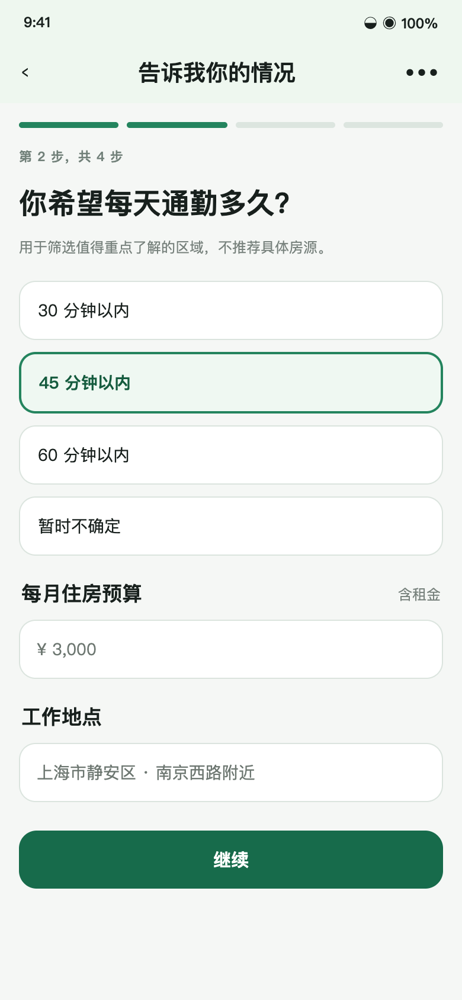 9:41
100%
告诉我你的情况
第 2 步，共 4 步
你希望每天通勤多久?
用于筛选值得重点了解的区域，不推荐具体房源。
30 分钟以内
45 分钟以内
60 分钟以内
暂时不确定
每月住房预算
含租金
¥ 3,000
工作地点
上海市静安区 · 南京西路附近
继续